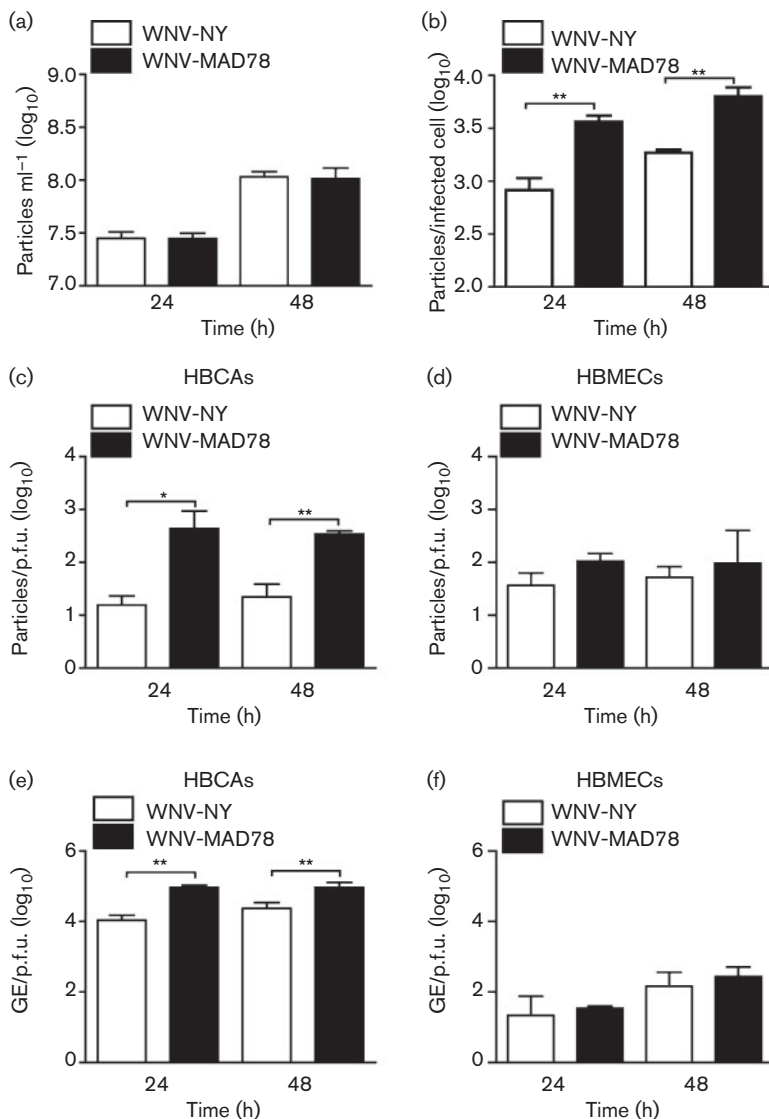 (a)
WNV-NY
WNV-MAD78
Particles ml⁻¹ (log₁₀)
9.0
8.5
8.0
7.5
7.0
24
48
Time (h)
(b)
WNV-NY
WNV-MAD78
Particles/infected cell (log₁₀)
4.0
3.5
3.0
2.5
2.0
**
**
24
48
Time (h)
(c)
HBCAs
WNV-NY
WNV-MAD78
Particles/p.f.u. (log₁₀)
4
3
2
1
0
*
**
24
48
Time (h)
(d)
HBMECs
WNV-NY
WNV-MAD78
Particles/p.f.u. (log₁₀)
4
3
2
1
0
24
48
Time (h)
(e)
HBCAs
WNV-NY
WNV-MAD78
GE/p.f.u. (log₁₀)
6
4
2
0
**
**
24
48
Time (h)
(f)
HBMECs
WNV-NY
WNV-MAD78
GE/p.f.u. (log₁₀)
6
4
2
0
24
48
Time (h)